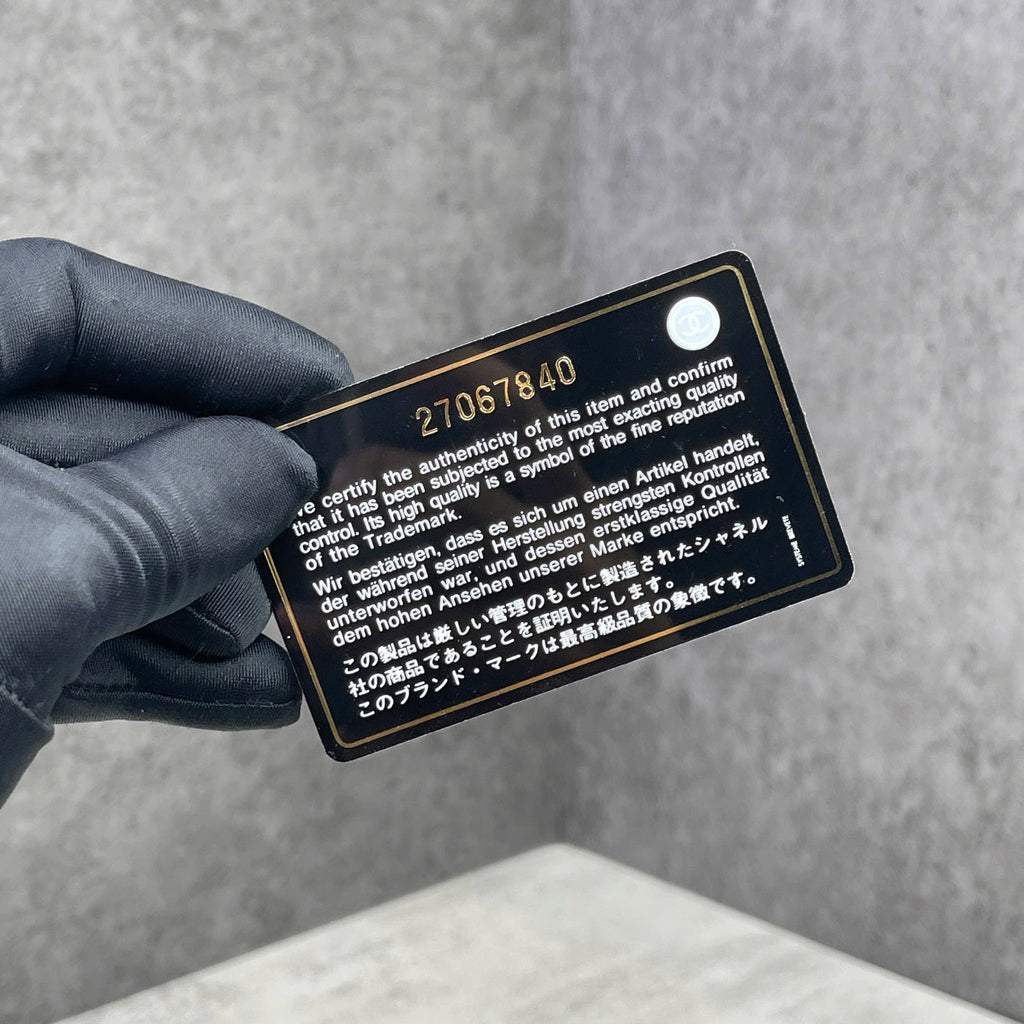 27067840
certify the authenticity of this item and confirm
that it has been subjected to the most exacting quality
control. Its high quality is a symbol of the fine reputation
of the Trademark.
Wir bestätigen, dass es sich um einen Artikel handelt,
der während seiner Herstellung strengsten Kontrollen
unterworfen war, und dessen erstklassige Qualität
dem hohen Ansehen unserer Marke entspricht.
この製品は厳しい管理のもとに製造されたシャネル
社の商品であることを証明いたします。
このブランド・マークは最高級品質の象徴です。
SYSTEME BREVETE